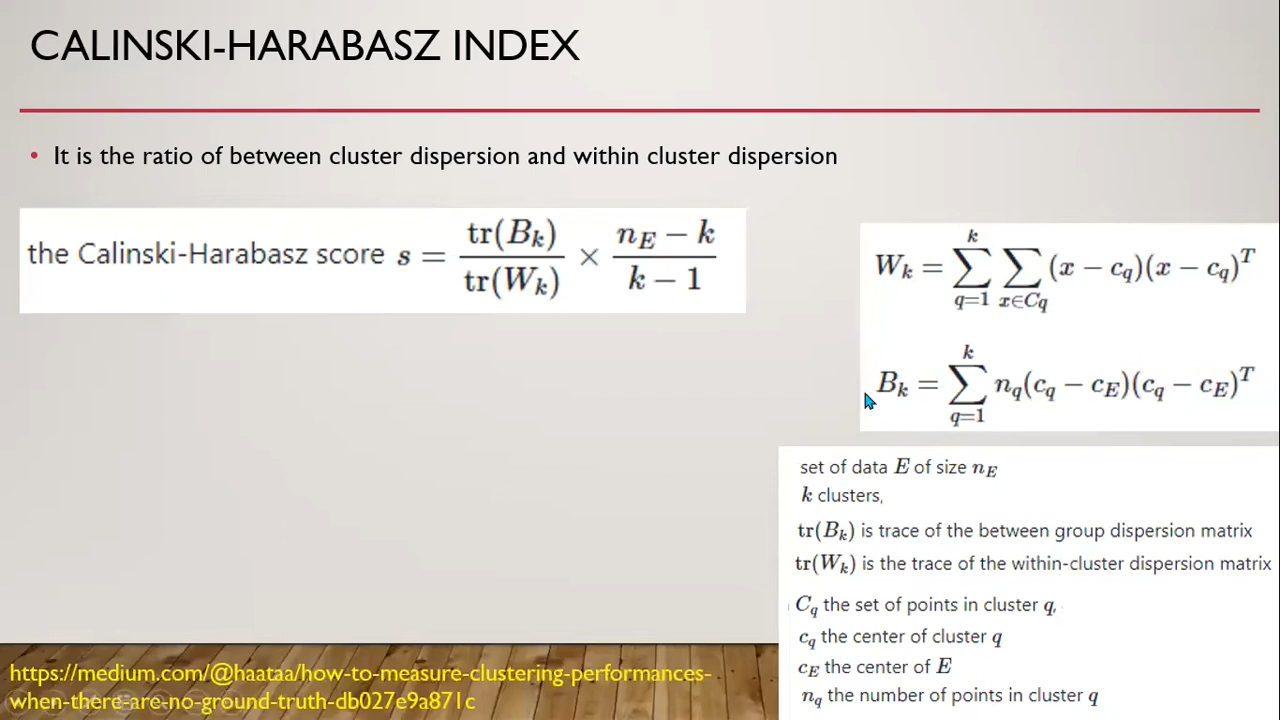 CALINSKI-HARABASZ INDEX
• It is the ratio of between cluster dispersion and within cluster dispersion
the Calinski-Harabasz score s = tr(B_k) / tr(W_k) × (n_E − k) / (k − 1)
W_k = ∑_{q=1}^{k} ∑_{x∈C_q} (x − c_q)(x − c_q)^T
B_k = ∑_{q=1}^{k} n_q(c_q − c_E)(c_q − c_E)^T
set of data E of size n_E
k clusters,
tr(B_k) is trace of the between group dispersion matrix
tr(W_k) is the trace of the within-cluster dispersion matrix
C_q the set of points in cluster q,
c_q the center of cluster q
c_E the center of E
n_q the number of points in cluster q
https://medium.com/@haataa/how-to-measure-clustering-performances-
when-there-are-no-ground-truth-db027e9a871c